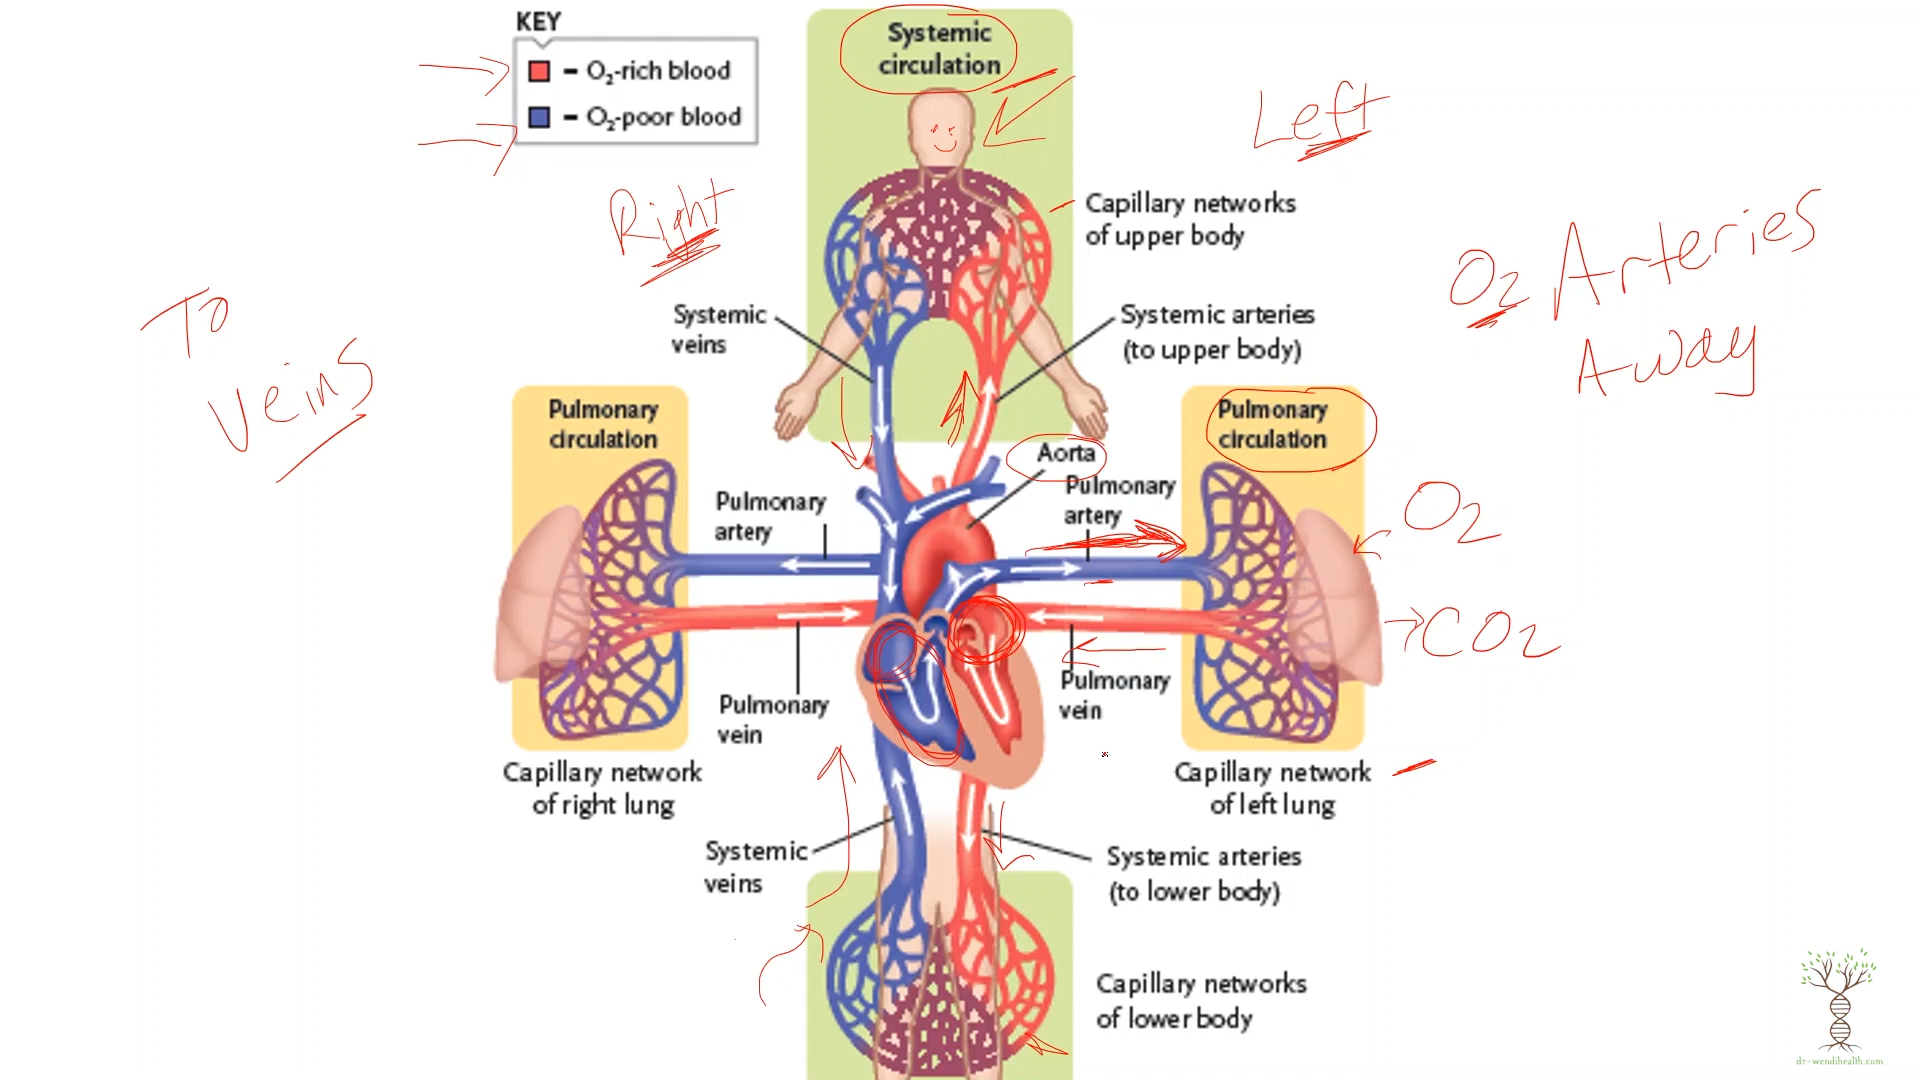 KEY
– O₂-rich blood
– O₂-poor blood
Systemic
circulation
Left
Right
Capillary networks
of upper body
O₂ Arteries
Away
To
Veins
Systemic
veins
Systemic arteries
(to upper body)
Pulmonary
circulation
Pulmonary
circulation
Aorta
Pulmonary
artery
Pulmonary
artery
O₂
CO₂
Pulmonary
vein
Pulmonary
vein
Capillary network
of right lung
Capillary network
of left lung
Systemic
veins
Systemic arteries
(to lower body)
Capillary networks
of lower body
dr-wendihealth.com